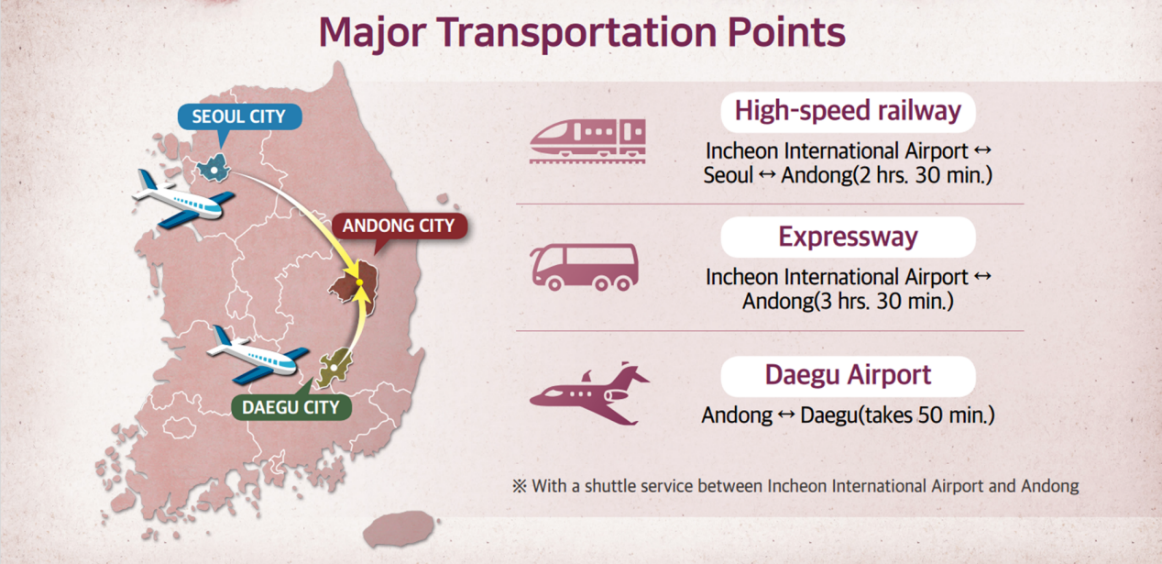 Major Transportation Points
SEOUL CITY
ANDONG CITY
DAEGU CITY
High-speed railway
Incheon International Airport ↔
Seoul ↔ Andong(2 hrs. 30 min.)
Expressway
Incheon International Airport ↔
Andong(3 hrs. 30 min.)
Daegu Airport
Andong ↔ Daegu(takes 50 min.)
※ With a shuttle service between Incheon International Airport and Andong